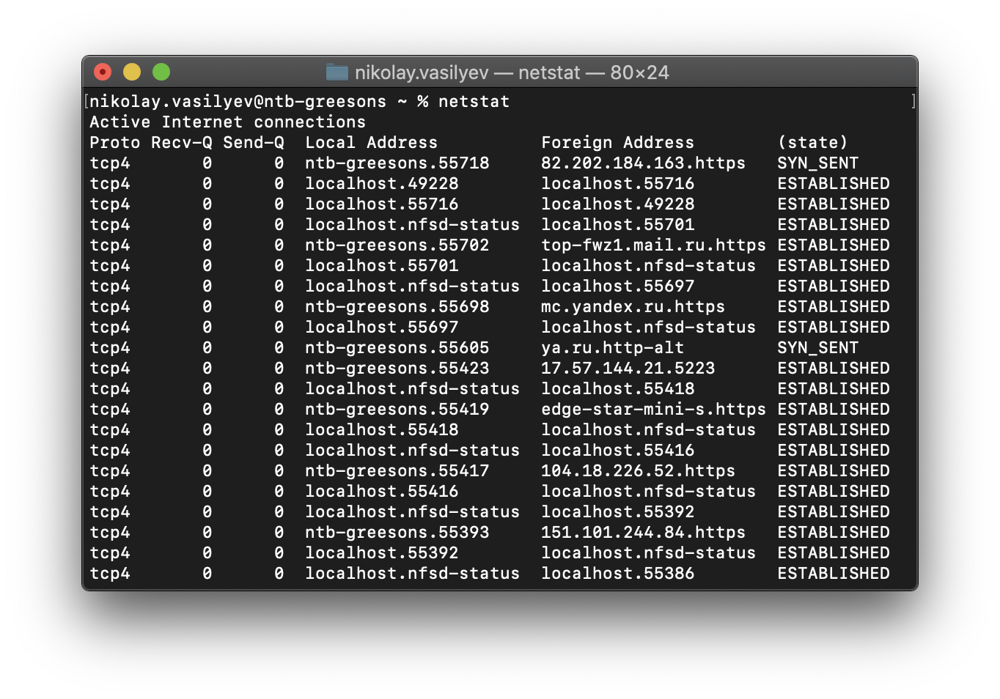 nikolay.vasilyev — netstat — 80×24
[nikolay.vasilyev@ntb-greesons ~ % netstat ]
Active Internet connections
Proto Recv-Q Send-Q  Local Address          Foreign Address        (state)
tcp4       0      0  ntb-greesons.55718     82.202.184.163.https   SYN_SENT
tcp4       0      0  localhost.49228        localhost.55716        ESTABLISHED
tcp4       0      0  localhost.55716        localhost.49228        ESTABLISHED
tcp4       0      0  localhost.nfsd-status  localhost.55701        ESTABLISHED
tcp4       0      0  ntb-greesons.55702     top-fwz1.mail.ru.https ESTABLISHED
tcp4       0      0  localhost.55701        localhost.nfsd-status  ESTABLISHED
tcp4       0      0  localhost.nfsd-status  localhost.55697        ESTABLISHED
tcp4       0      0  ntb-greesons.55698     mc.yandex.ru.https     ESTABLISHED
tcp4       0      0  localhost.55697        localhost.nfsd-status  ESTABLISHED
tcp4       0      0  ntb-greesons.55605     ya.ru.http-alt         SYN_SENT
tcp4       0      0  ntb-greesons.55423     17.57.144.21.5223      ESTABLISHED
tcp4       0      0  localhost.nfsd-status  localhost.55418        ESTABLISHED
tcp4       0      0  ntb-greesons.55419     edge-star-mini-s.https ESTABLISHED
tcp4       0      0  localhost.55418        localhost.nfsd-status  ESTABLISHED
tcp4       0      0  localhost.nfsd-status  localhost.55416        ESTABLISHED
tcp4       0      0  ntb-greesons.55417     104.18.226.52.https    ESTABLISHED
tcp4       0      0  localhost.55416        localhost.nfsd-status  ESTABLISHED
tcp4       0      0  localhost.nfsd-status  localhost.55392        ESTABLISHED
tcp4       0      0  ntb-greesons.55393     151.101.244.84.https   ESTABLISHED
tcp4       0      0  localhost.55392        localhost.nfsd-status  ESTABLISHED
tcp4       0      0  localhost.nfsd-status  localhost.55386        ESTABLISHED